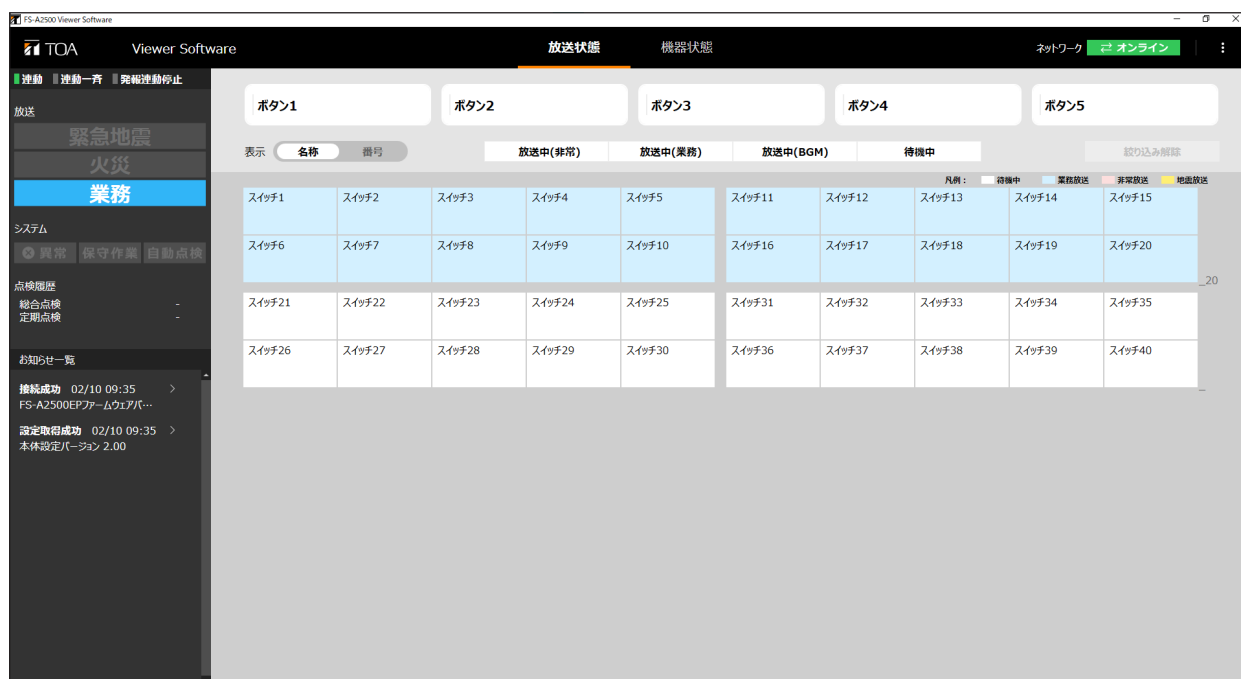 FS-A2500 Viewer Software
TOA Viewer Software 放送状態 機器状態 ネットワーク オンライン
連動 連動一斉 発報連動停止
放送
緊急地震
火災
業務
システム
異常 保守作業 自動点検
点検履歴
総合点検 -
定期点検 -
お知らせ一覧
接続成功 02/10 09:35
FS-A2500EPファームウェアバ…
設定取得成功 02/10 09:35
本体設定バージョン 2.00
ボタン1 ボタン2 ボタン3 ボタン4 ボタン5
表示 名称 番号 放送中(非常) 放送中(業務) 放送中(BGM) 待機中 絞り込み解除
凡例： 待機中 業務放送 非常放送 地震放送
スイッチ1 スイッチ2 スイッチ3 スイッチ4 スイッチ5 スイッチ11 スイッチ12 スイッチ13 スイッチ14 スイッチ15
スイッチ6 スイッチ7 スイッチ8 スイッチ9 スイッチ10 スイッチ16 スイッチ17 スイッチ18 スイッチ19 スイッチ20
_20
スイッチ21 スイッチ22 スイッチ23 スイッチ24 スイッチ25 スイッチ31 スイッチ32 スイッチ33 スイッチ34 スイッチ35
スイッチ26 スイッチ27 スイッチ28 スイッチ29 スイッチ30 スイッチ36 スイッチ37 スイッチ38 スイッチ39 スイッチ40
_